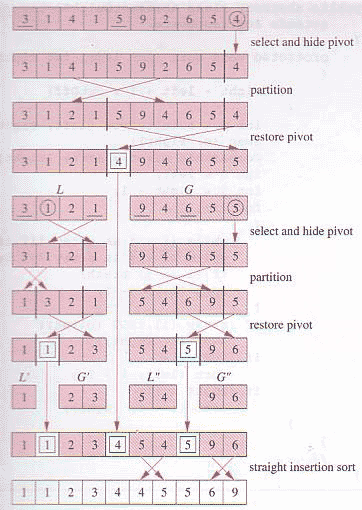 3 1 4 1 5 9 2 6 5 4
select and hide pivot
3 1 4 1 5 9 2 6 5 4
partition
3 1 2 1 5 9 4 6 5 4
restore pivot
3 1 2 1 4 9 4 6 5 5
L G
3 1 2 1 9 4 6 5 5
select and hide pivot
3 1 2 1 9 4 6 5 5
partition
1 3 2 1 5 4 6 9 5
restore pivot
1 1 2 3 5 4 5 9 6
L' G' L" G"
1 2 3 5 4 9 6
1 1 2 3 4 5 4 5 9 6
straight insertion sort
1 1 2 3 4 4 5 5 6 9